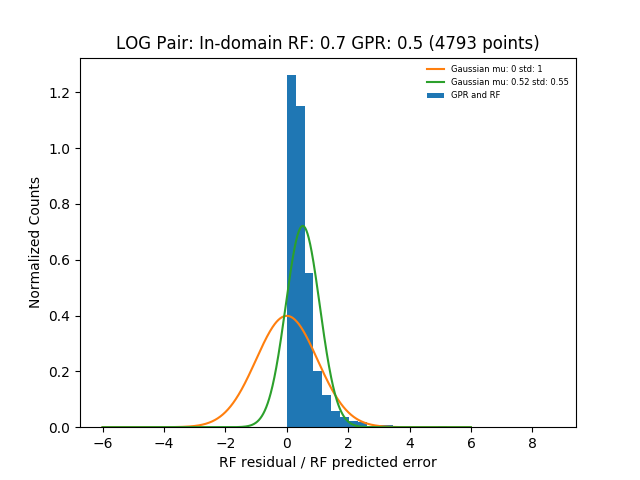 LOG Pair: In-domain RF: 0.7 GPR: 0.5 (4793 points)
Gaussian mu: 0 std: 1
Gaussian mu: 0.52 std: 0.55
GPR and RF
Normalized Counts
1.2
1.0
0.8
0.6
0.4
0.2
0.0
−6 −4 −2 0 2 4 6 8
RF residual / RF predicted error